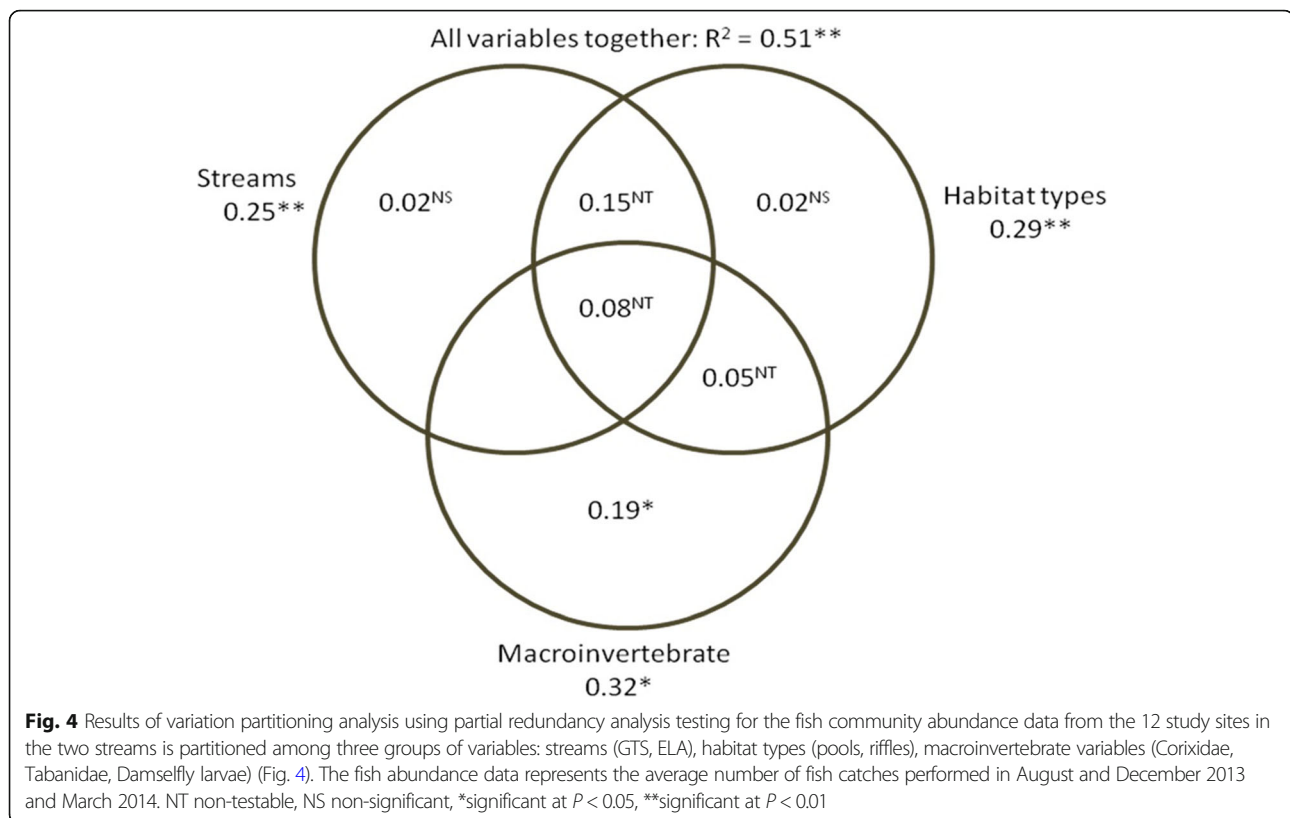 All variables together: R² = 0.51**
Streams
0.25**
0.02NS
0.15NT
0.02NS
Habitat types
0.29**
0.08NT
0.05NT
0.19*
Macroinvertebrate
0.32*
Fig. 4 Results of variation partitioning analysis using partial redundancy analysis testing for the fish community abundance data from the 12 study sites in
the two streams is partitioned among three groups of variables: streams (GTS, ELA), habitat types (pools, riffles), macroinvertebrate variables (Corixidae,
Tabanidae, Damselfly larvae) (Fig. 4). The fish abundance data represents the average number of fish catches performed in August and December 2013
and March 2014. NT non-testable, NS non-significant, *significant at P < 0.05, **significant at P < 0.01